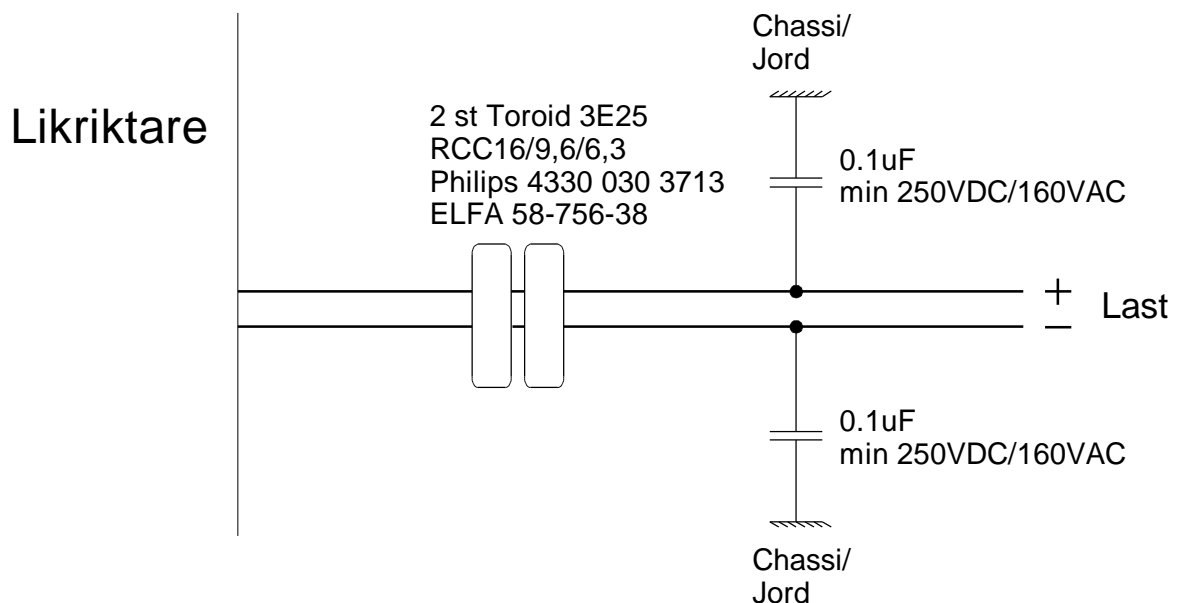 Chassi/
Jord
Likriktare
2 st Toroid 3E25
RCC16/9,6/6,3
Philips 4330 030 3713
ELFA 58-756-38
0.1uF
min 250VDC/160VAC
+
−
Last
0.1uF
min 250VDC/160VAC
Chassi/
Jord